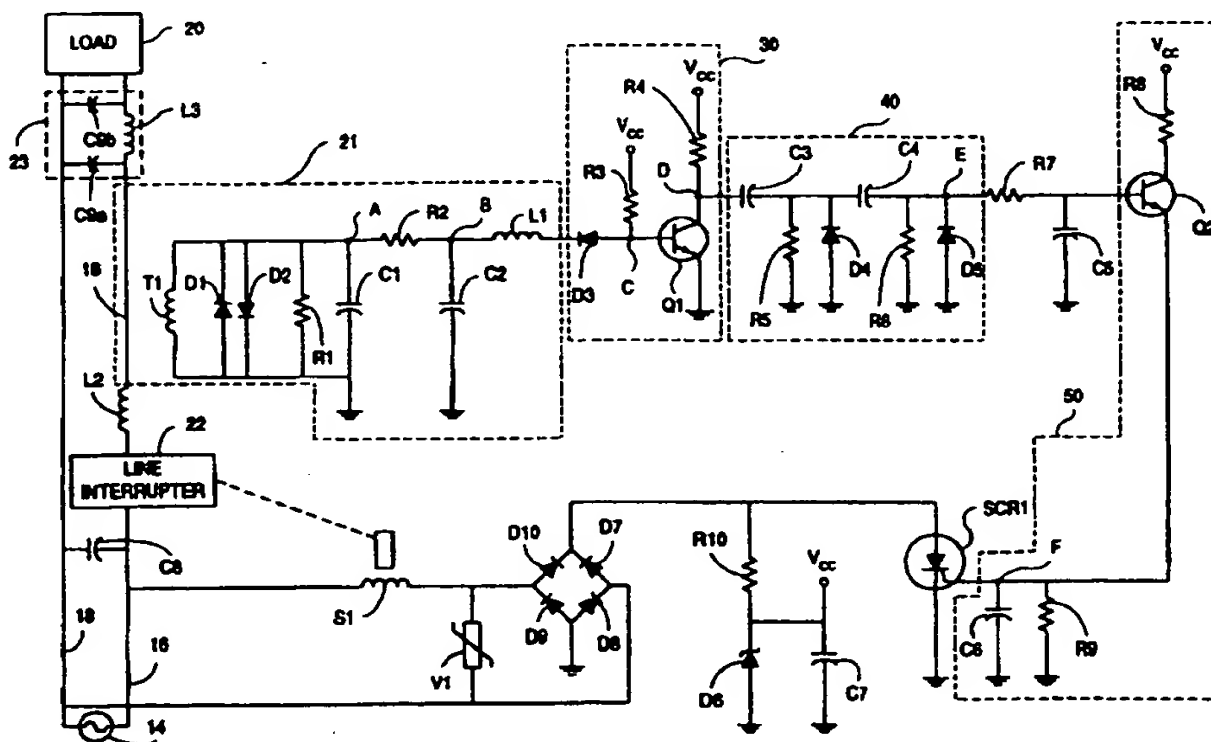 LOAD
20
23
C9b
L3
C9a
21
30
VCC
R4
VCC
R3
D
40
C3
C4
E
R7
VCC
R8
Q2
A
R2
B
L1
D3
C
Q1
R5
D4
R6
D5
C5
18
T1
D1
D2
R1
C1
C2
L2
22
LINE
INTERRUPTER
50
SCR1
F
C8
S1
D10
D7
D9
D8
R10
VCC
V1
D6
C7
C6
R9
18
16
14